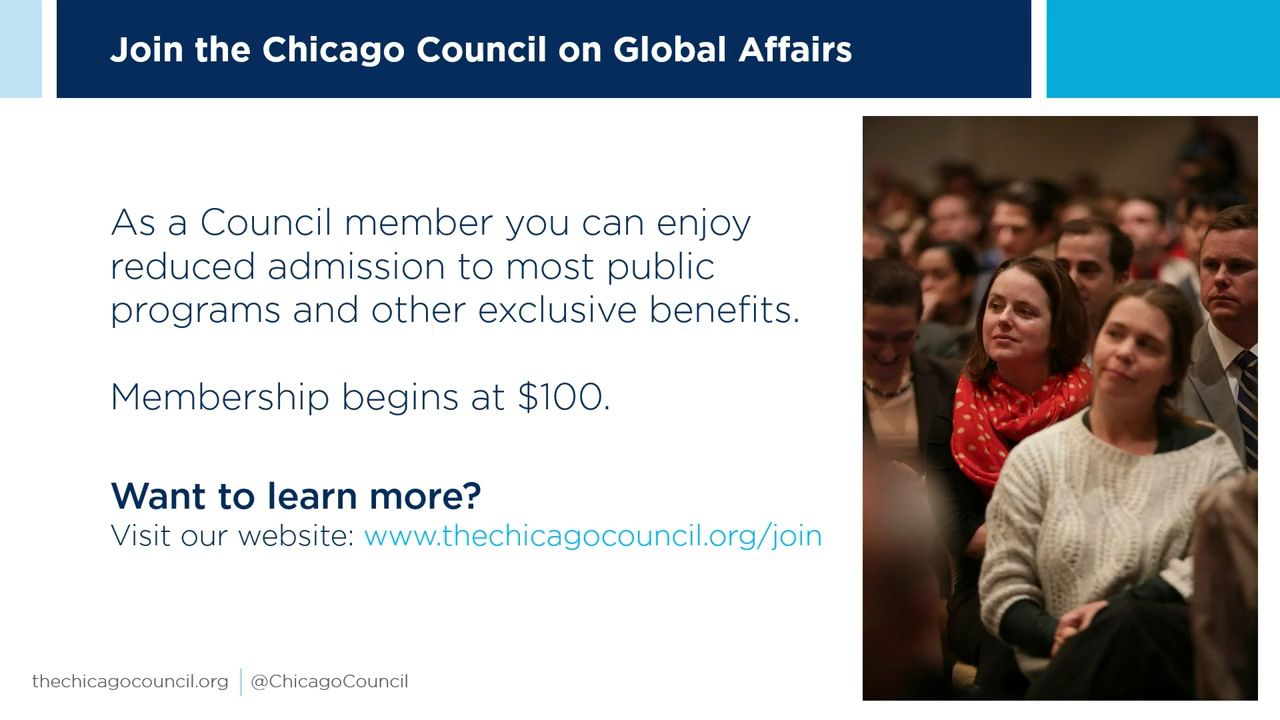 Join the Chicago Council on Global Affairs
As a Council member you can enjoy
reduced admission to most public
programs and other exclusive benefits.
Membership begins at $100.
Want to learn more?
Visit our website: www.thechicagocouncil.org/join
thechicagocouncil.org | @ChicagoCouncil